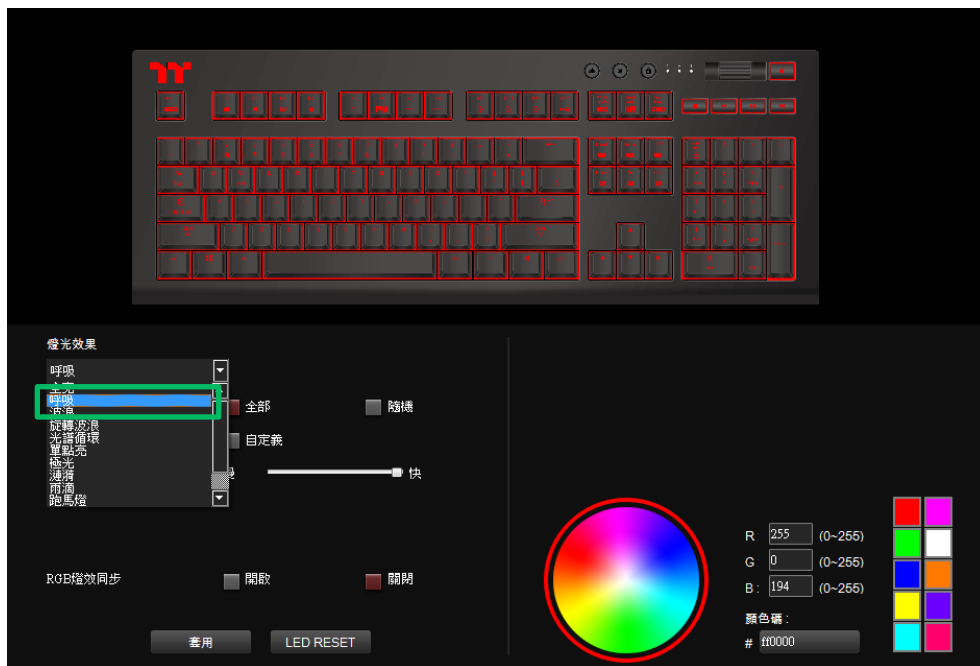 燈光效果
呼吸
全亮
呼吸
波浪
旋轉波浪
光譜循環
單點亮
極光
漣漪
雨滴
跑馬燈
全部
隨機
自定義
快
RGB燈效同步
開啟
關閉
套用
LED RESET
R: 255 (0~255)
G 0 (0~255)
B: 194 (0~255)
顏色碼:
# ff0000